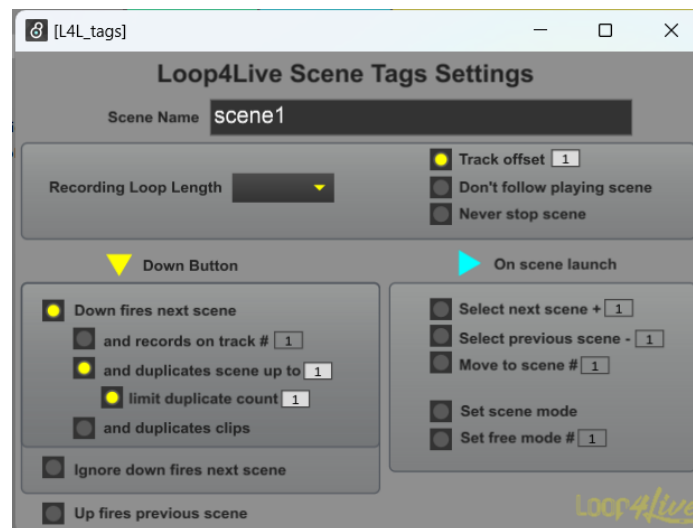 [L4L_tags]
Loop4Live Scene Tags Settings
Scene Name scene1
Recording Loop Length
Track offset 1
Don't follow playing scene
Never stop scene
Down Button
Down fires next scene
and records on track # 1
and duplicates scene up to 1
limit duplicate count 1
and duplicates clips
Ignore down fires next scene
Up fires previous scene
On scene launch
Select next scene + 1
Select previous scene - 1
Move to scene # 1
Set scene mode
Set free mode # 1
Loop4Live